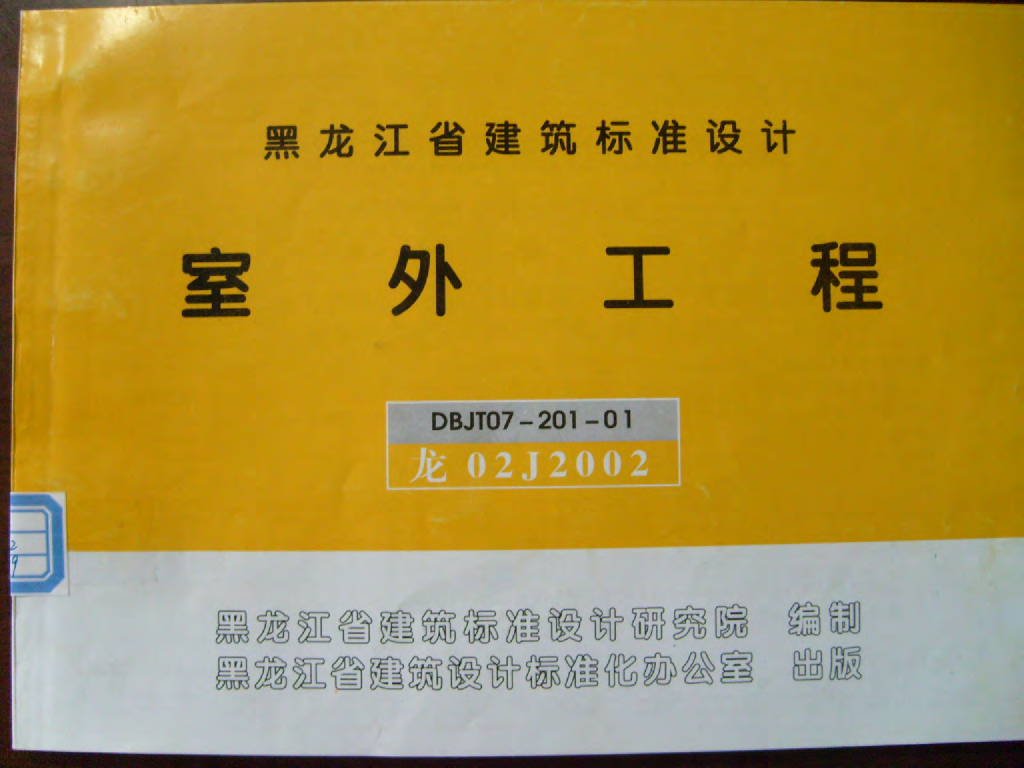 黑龙江省建筑标准设计
室外工程
DBJT07-201-01
龙 02J2002
2
9
黑龙江省建筑标准设计研究院 编制
黑龙江省建筑设计标准化办公室 出版